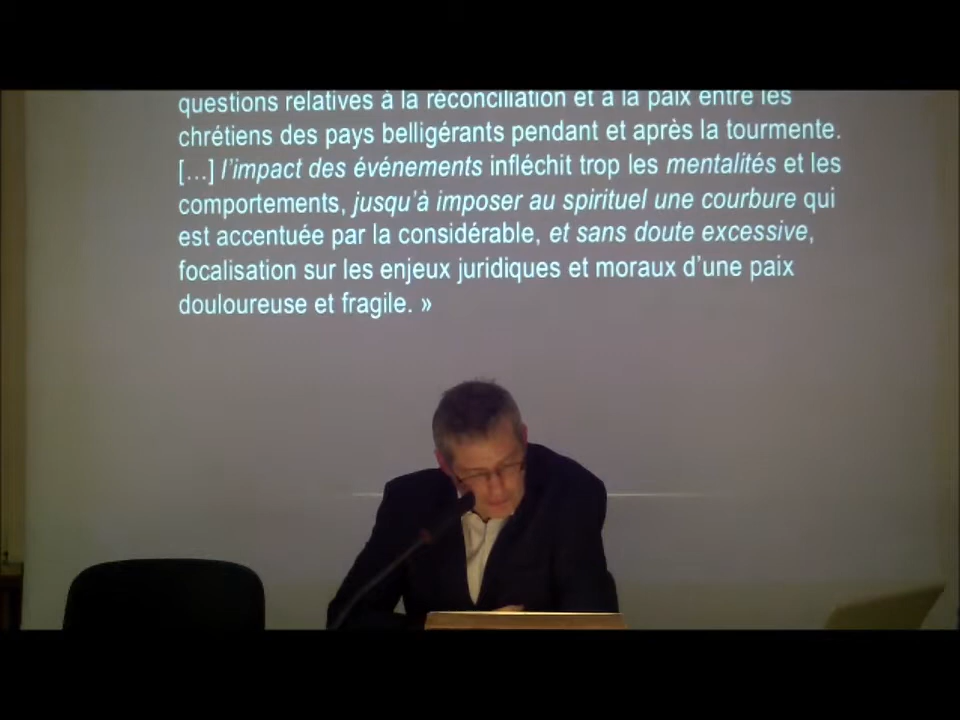 questions relatives à la réconciliation et à la paix entre les
chrétiens des pays belligérants pendant et après la tourmente.
[…] l’impact des événements infléchit trop les mentalités et les
comportements, jusqu’à imposer au spirituel une courbure qui
est accentuée par la considérable, et sans doute excessive,
focalisation sur les enjeux juridiques et moraux d’une paix
douloureuse et fragile. »